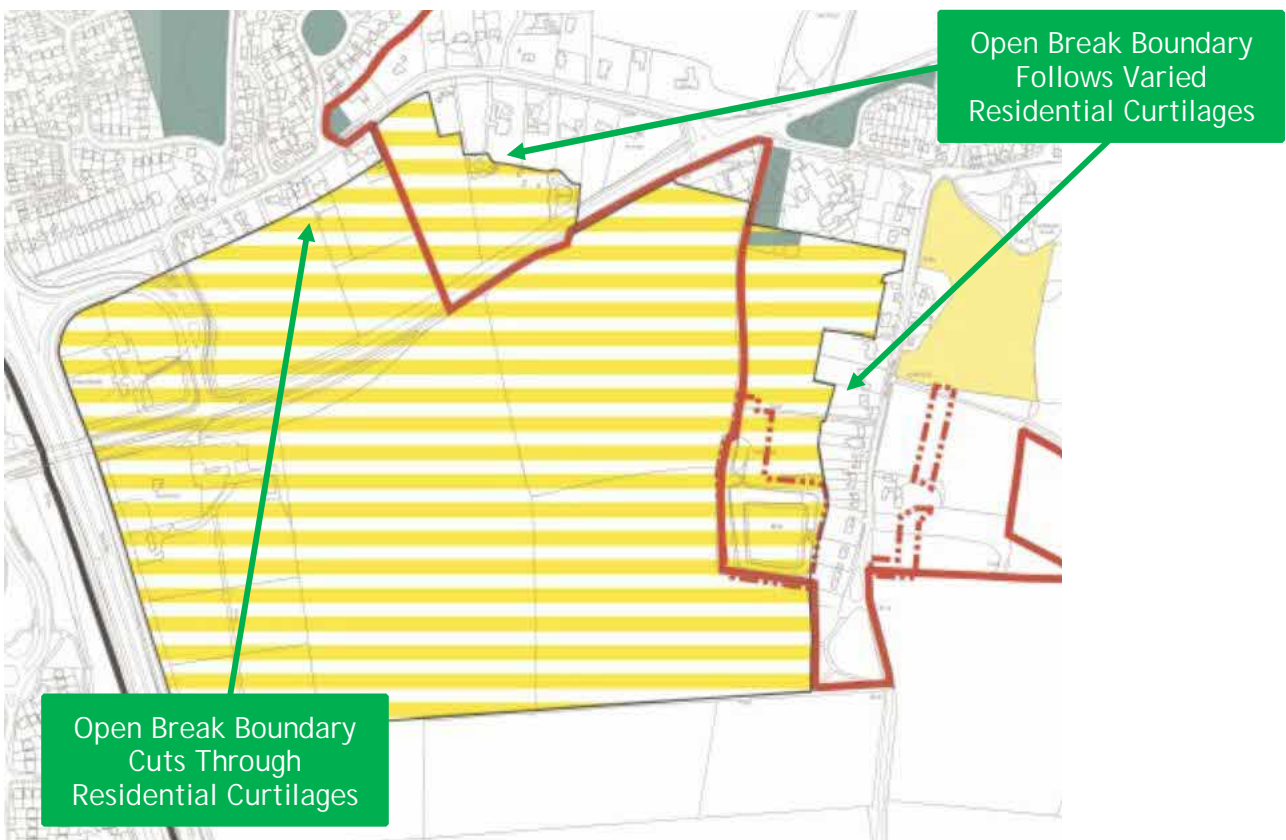 Open Break Boundary
Follows Varied
Residential Curtilages
Open Break Boundary
Cuts Through
Residential Curtilages